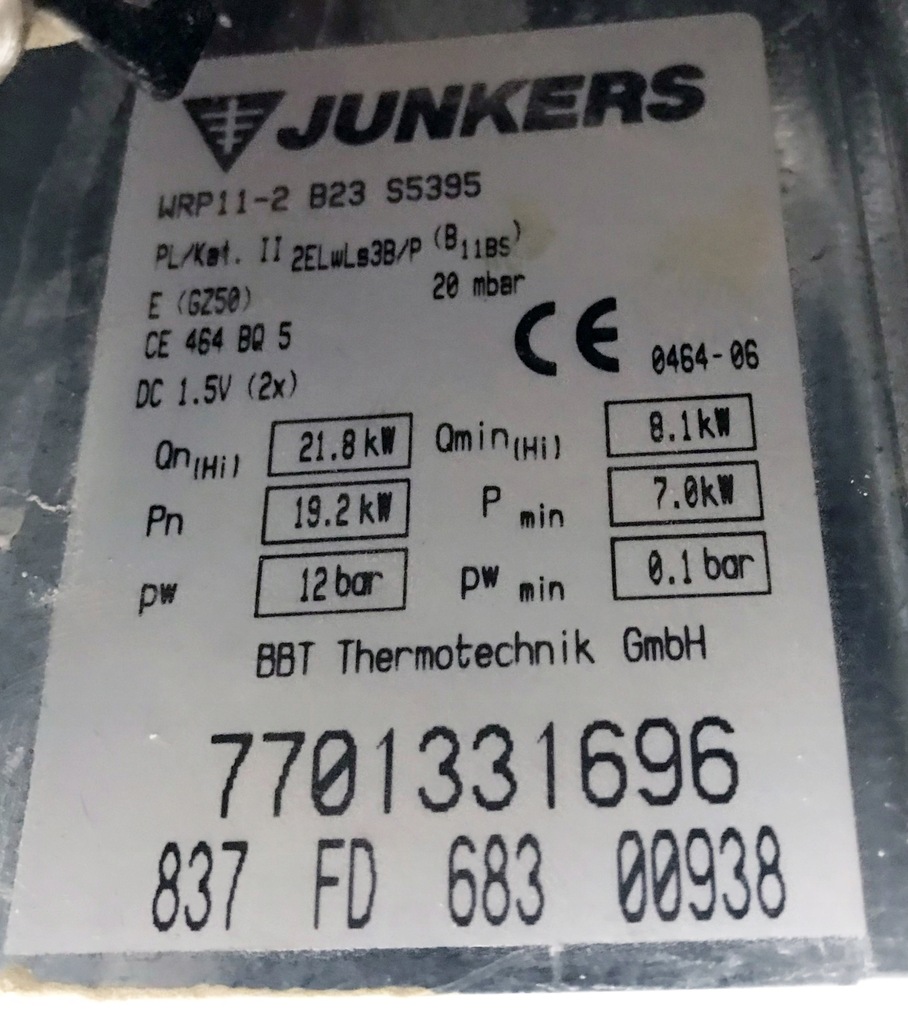 JUNKERS
WRP11-2 B23 S5395
PL/Kat. II 2ELwLs3B/P (B11BS)
E (GZ50) 20 mbar
CE 464 BQ 5
CE 0464-06
DC 1.5V (2x)
Qn(Hi) 21.8 kW Qmin(Hi) 8.1kW
Pn 19.2 kW P min 7.0kW
pw 12 bar pw min 0.1 bar
BBT Thermotechnik GmbH
7701331696
837 FD 683 00938